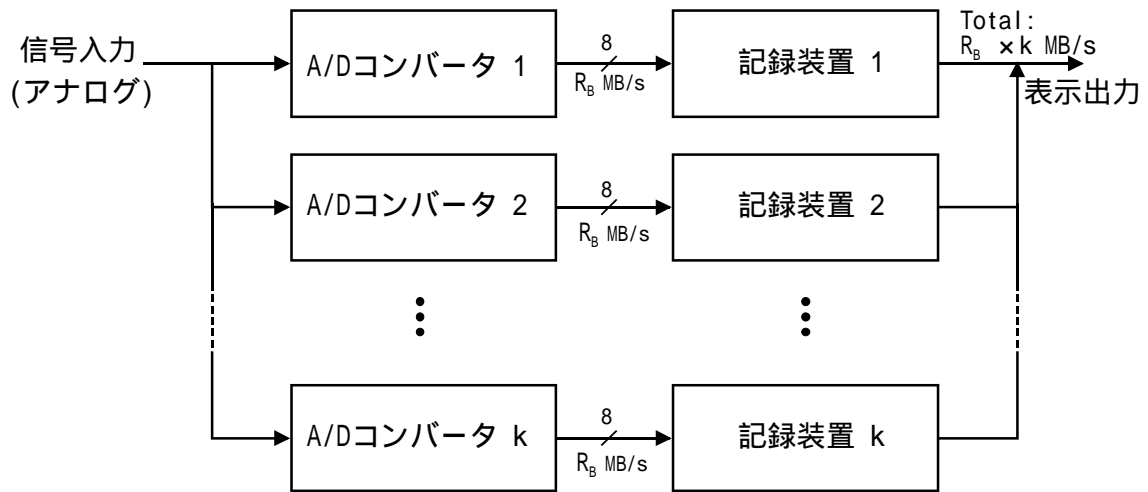 信号入力
(アナログ)
A/Dコンバータ 1
8
R_B MB/s
記録装置 1
Total:
R_B ×k MB/s
表示出力
A/Dコンバータ 2
8
R_B MB/s
記録装置 2
A/Dコンバータ k
8
R_B MB/s
記録装置 k